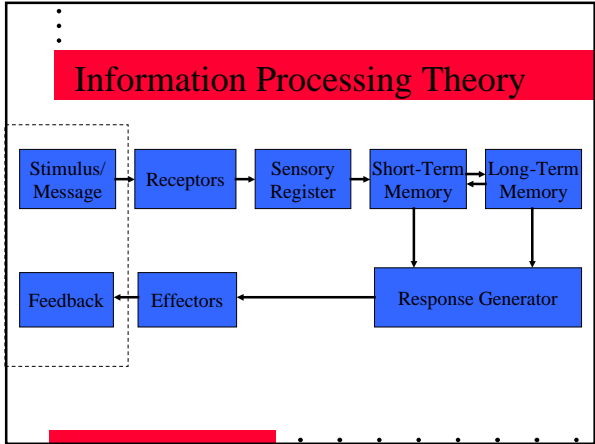 Information Processing Theory
Stimulus/
Message
Receptors
Sensory
Register
Short-Term
Memory
Long-Term
Memory
Feedback
Effectors
Response Generator